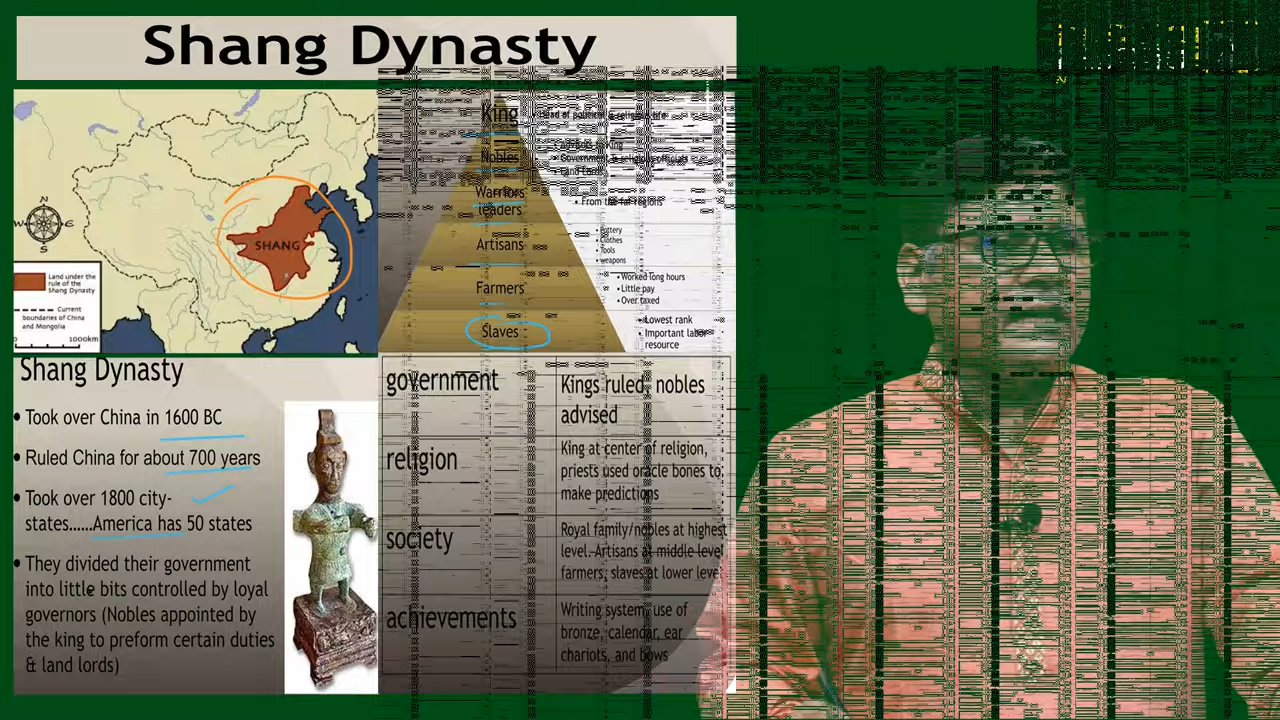 Shang Dynasty
N
W
S
SHANG
Land under the
rule of the
Shang Dynasty
Current
boundaries of China
and Mongolia
1000km
King
Nobles
Warriors
leaders
• From the far regions
Artisans
• Pottery
• Clothes
• Tools
• weapons
Farmers
• Worked long hours
• Little pay
• Over taxed
Slaves
• Lowest rank
• Important labor
resource
Shang Dynasty
• Took over China in 1600 BC
• Ruled China for about 700 years
• Took over 1800 city-
states......America has 50 states
• They divided their government
into little bits controlled by loyal
governors (Nobles appointed by
the king to preform certain duties
& land lords)
government
Kings ruled, nobles
advised
religion
King at center of religion,
priests used oracle bones to
make predictions
society
Royal family/nobles at highest
level. Artisans at middle level
farmers, slaves at lower level
achievements
Writing system, use of
bronze, calendar, ear
chariots, and bows